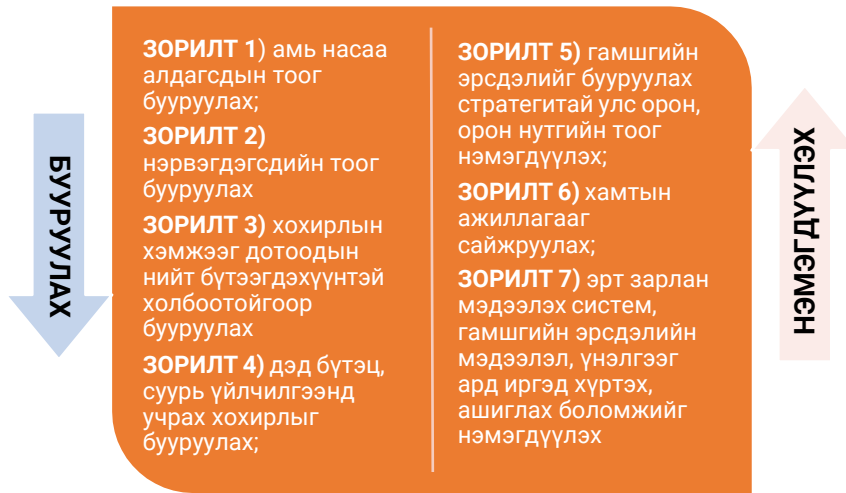 БУУРУУЛАХ
ЗОРИЛТ 1) амь насаа
алдагсдын тоог
бууруулах;
ЗОРИЛТ 2)
нэрвэгдэгсдийн тоог
бууруулах
ЗОРИЛТ 3) хохирлын
хэмжээг дотоодын
нийт бүтээгдэхүүнтэй
холбоотойгоор
бууруулах
ЗОРИЛТ 4) дэд бүтэц,
суурь үйлчилгээнд
учрах хохирлыг
бууруулах;
ЗОРИЛТ 5) гамшгийн
эрсдэлийг бууруулах
стратегитай улс орон,
орон нутгийн тоог
нэмэгдүүлэх;
ЗОРИЛТ 6) хамтын
ажиллагааг
сайжруулах;
ЗОРИЛТ 7) эрт зарлан
мэдээлэх систем,
гамшгийн эрсдэлийн
мэдээлэл, үнэлгээг
ард иргэд хүртэх,
ашиглах боломжийг
нэмэгдүүлэх
НЭМЭГДҮҮЛЭХ